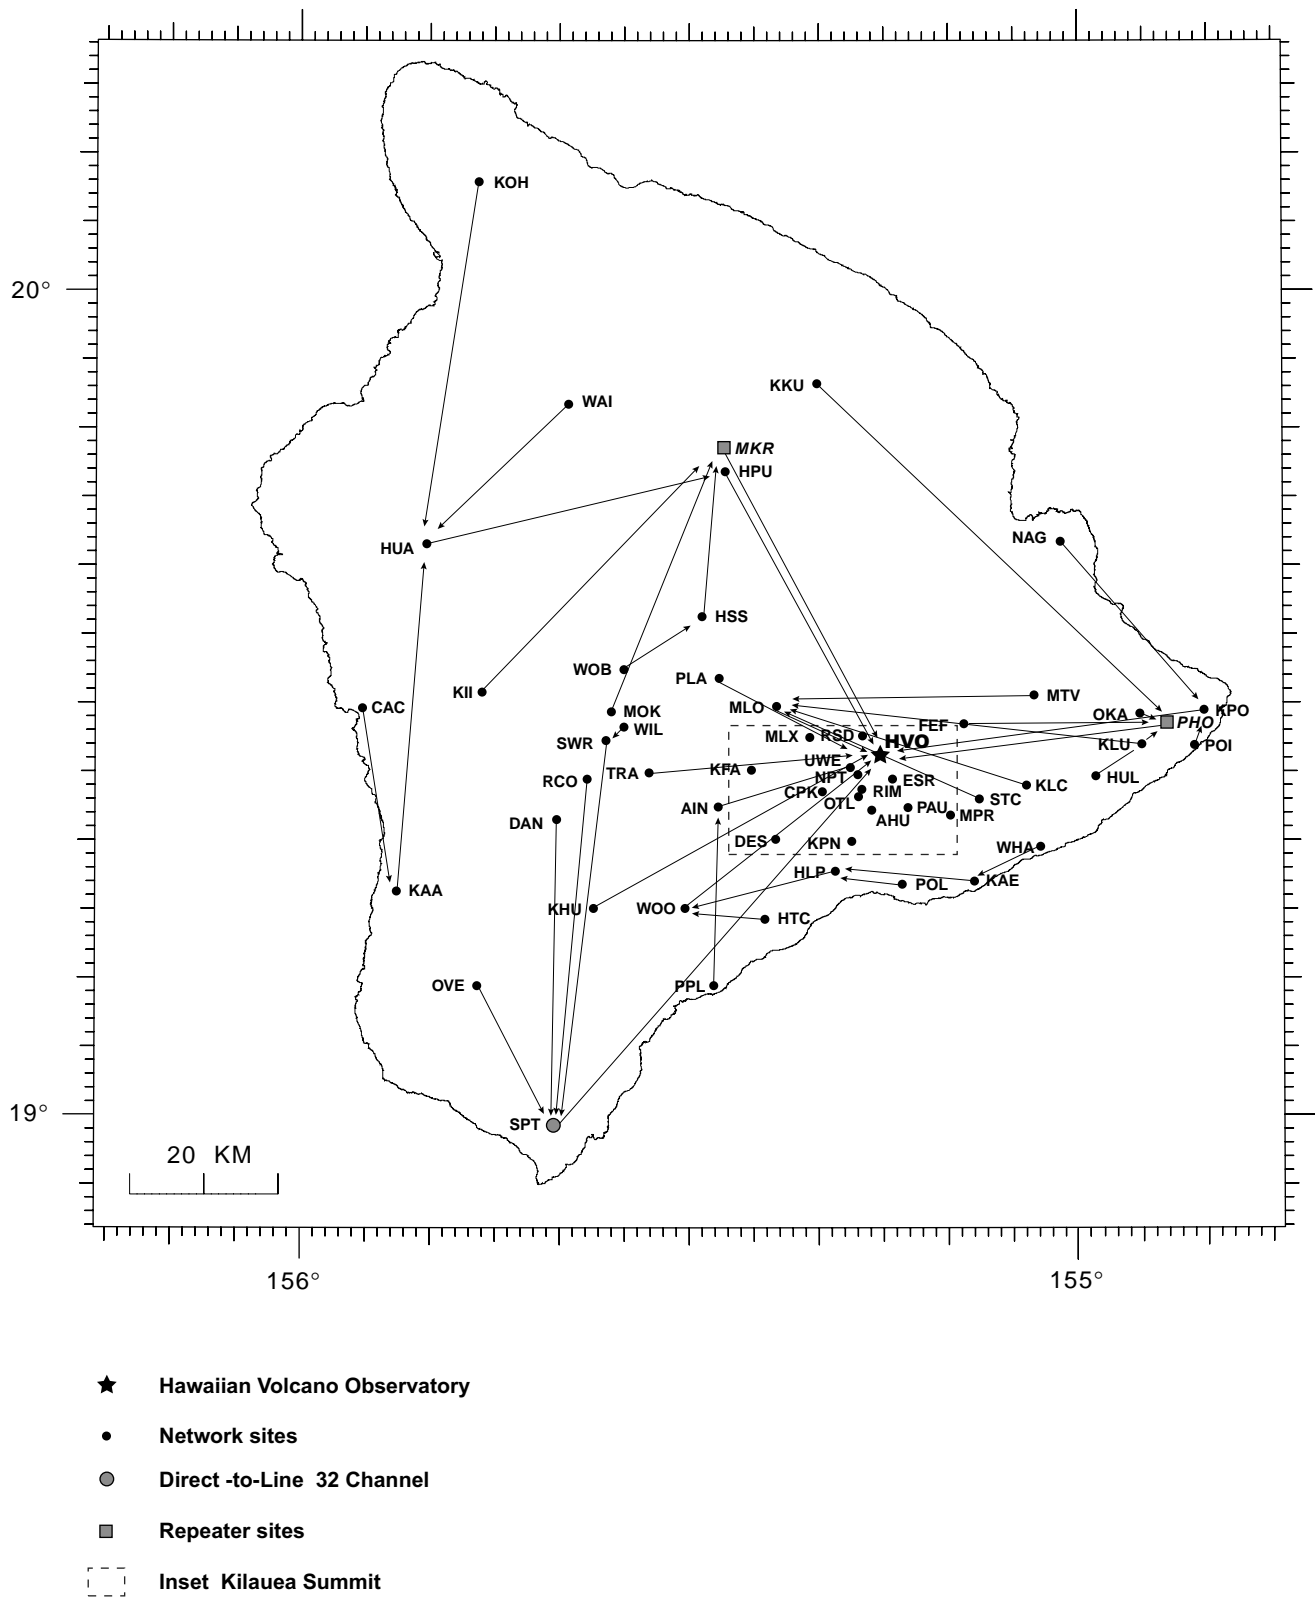 KOH
20°
KKU
WAI
MKR
HPU
NAG
HUA
HSS
WOB
PLA
KII
MTV
CAC
MLO
MOK
OKA
KPO
FEF
PHO
WIL
MLX
RSD
HVO
SWR
KLU
POI
UWE
TRA
KFA
NPT
HUL
RCO
ESR
KLC
CPK
RIM
STC
OTL
AIN
PAU
MPR
DAN
AHU
DES
KPN
WHA
HLP
KAE
POL
KAA
KHU
WOO
HTC
OVE
PPL
19°
SPT
20 KM
156°
155°
Hawaiian Volcano Observatory
Network sites
Direct -to-Line 32 Channel
Repeater sites
Inset Kilauea Summit